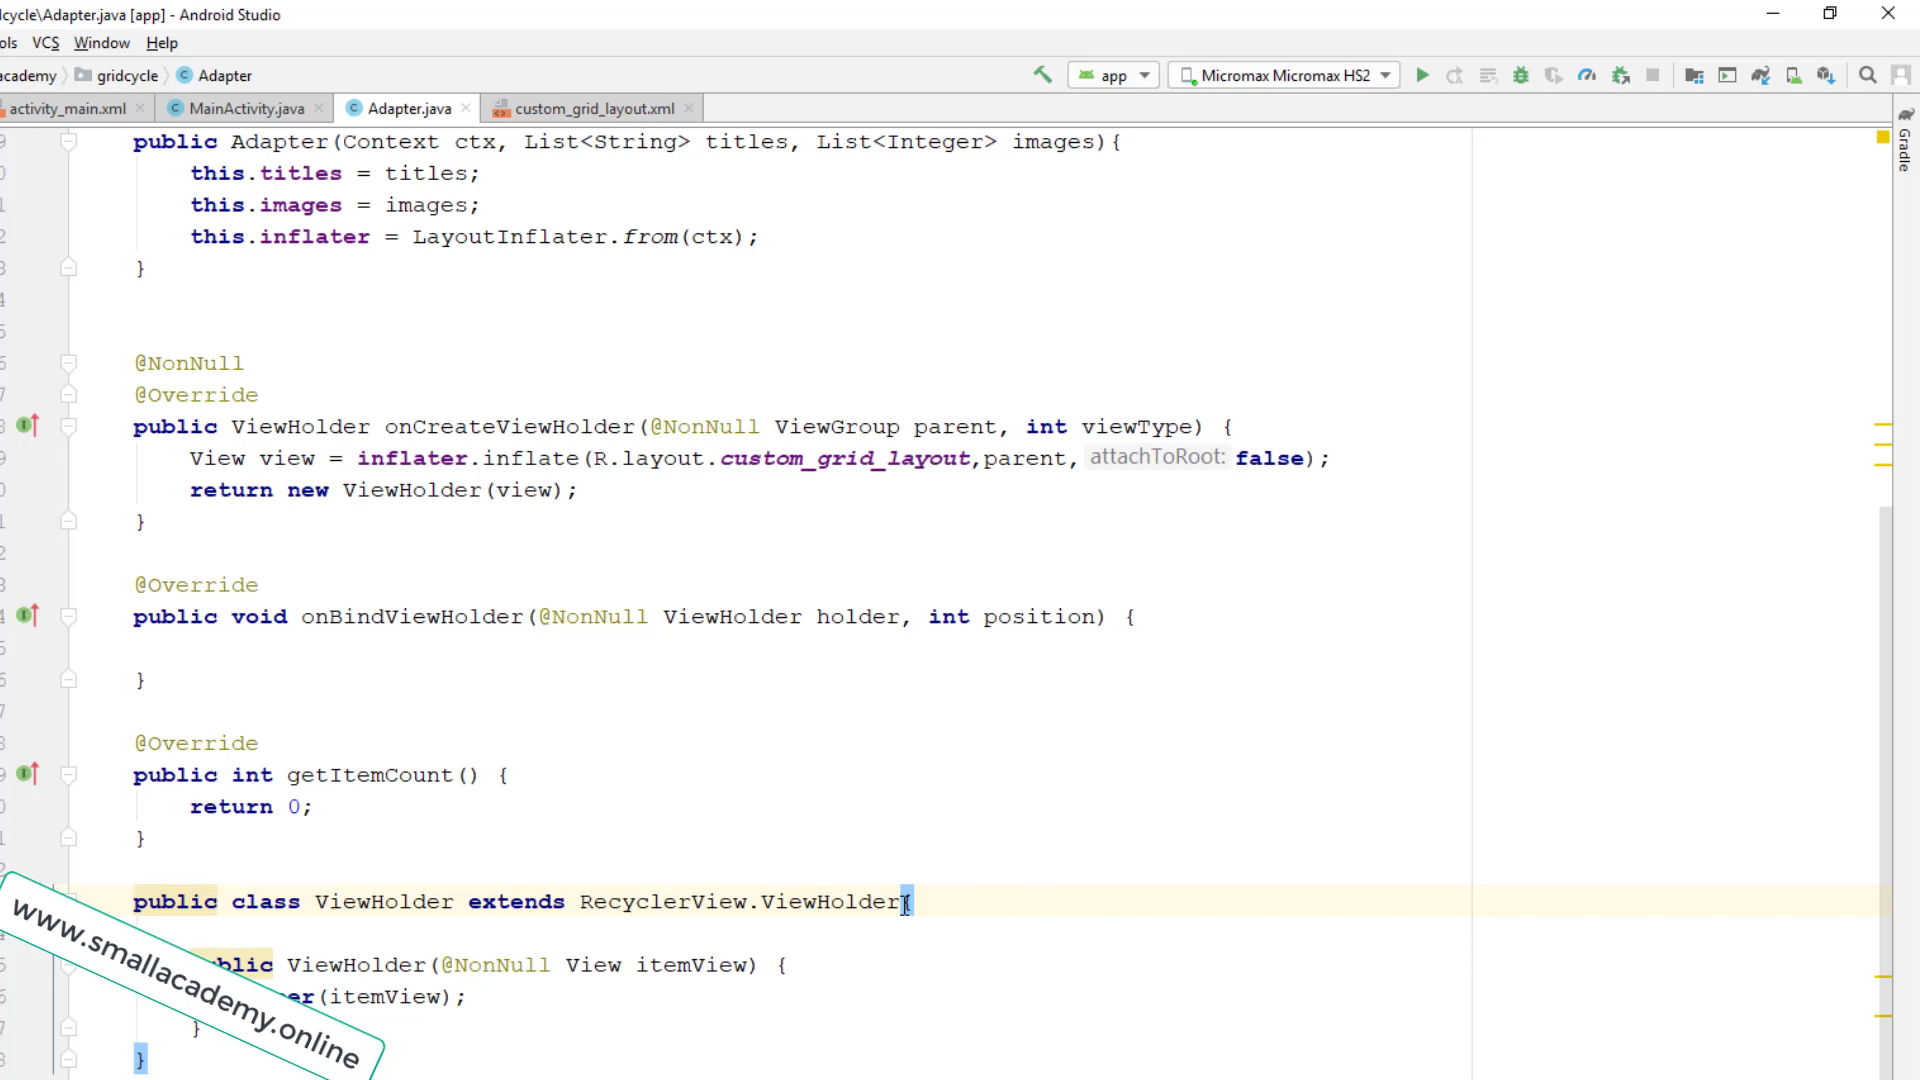 cycle\Adapter.java [app] - Android Studio
ols VCS Window Help
academy gridcycle Adapter
app Micromax Micromax HS2
activity_main.xml MainActivity.java Adapter.java custom_grid_layout.xml
Gradle
public Adapter(Context ctx, List<String> titles, List<Integer> images){
this.titles = titles;
this.images = images;
this.inflater = LayoutInflater.from(ctx);
}
@NonNull
@Override
public ViewHolder onCreateViewHolder(@NonNull ViewGroup parent, int viewType) {
View view = inflater.inflate(R.layout.custom_grid_layout,parent, attachToRoot: false);
return new ViewHolder(view);
}
@Override
public void onBindViewHolder(@NonNull ViewHolder holder, int position) {
}
@Override
public int getItemCount() {
return 0;
}
public class ViewHolder extends RecyclerView.ViewHolder{
blic ViewHolder(@NonNull View itemView) {
er(itemView);
}
}
www.smallacademy.online